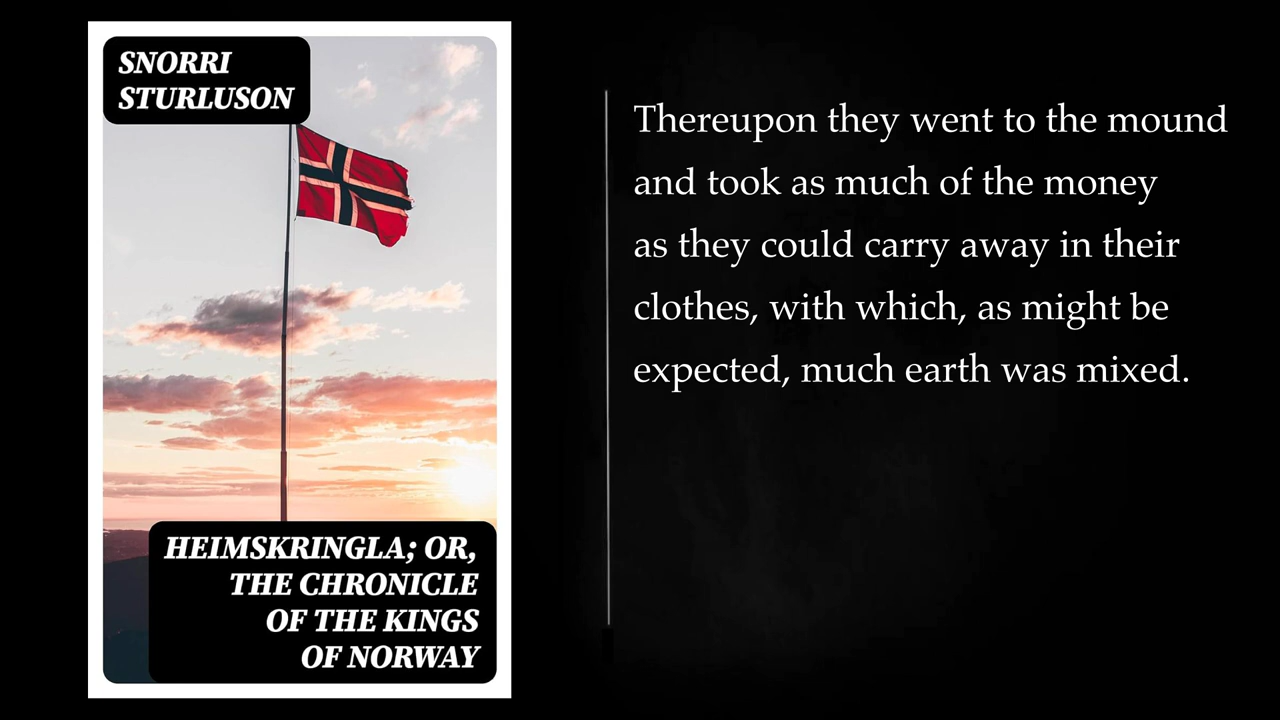 SNORRI
STURLUSON
HEIMSKRINGLA; OR,
THE CHRONICLE
OF THE KINGS
OF NORWAY
Thereupon they went to the mound
and took as much of the money
as they could carry away in their
clothes, with which, as might be
expected, much earth was mixed.